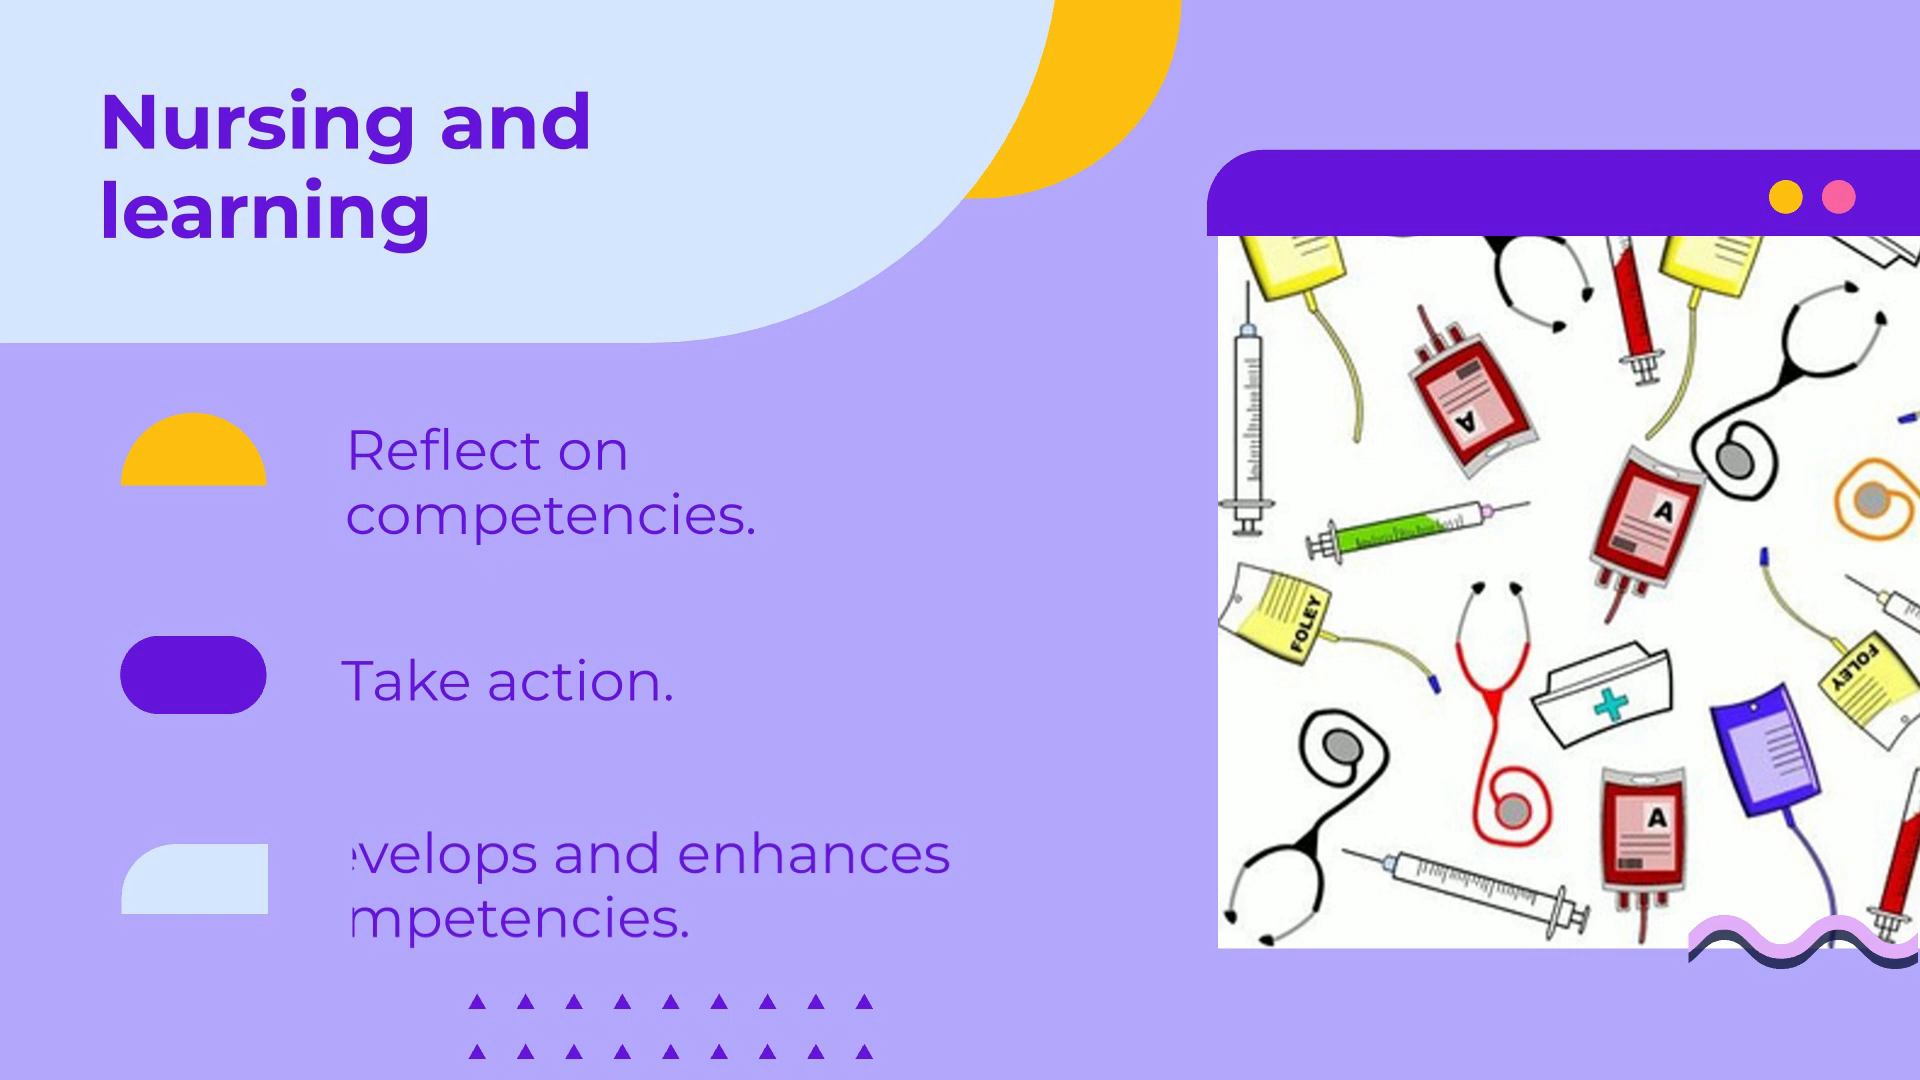 Nursing and
learning
Reflect on
competencies.
Take action.
velops and enhances
mpetencies.
A
A
FOLEY
FOLEY
A